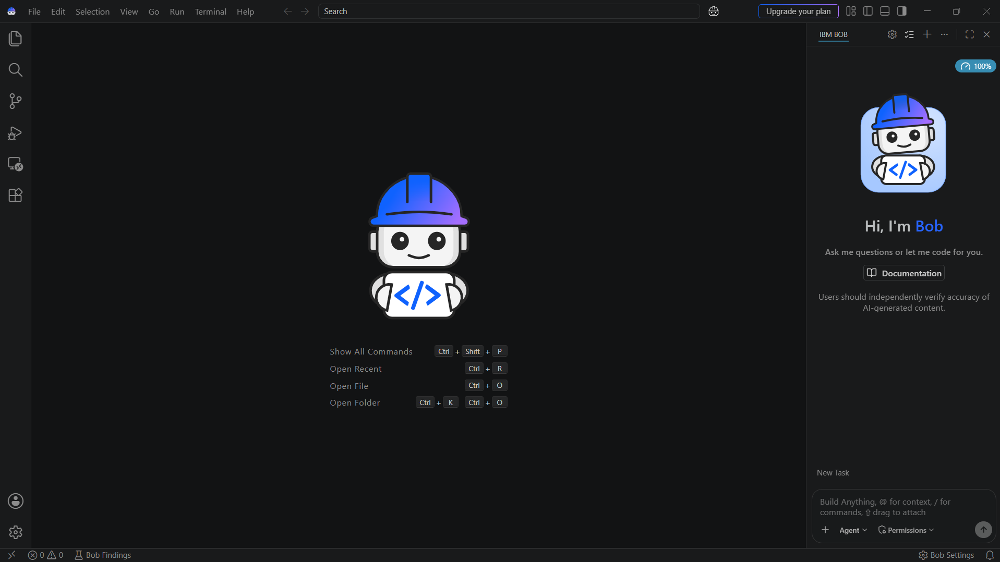 File Edit Selection View Go Run Terminal Help
Search
Upgrade your plan
IBM BOB
100%
</>
Hi, I'm Bob
Ask me questions or let me code for you.
Documentation
Users should independently verify accuracy of
AI-generated content.
</>
Show All Commands Ctrl + Shift + P
Open Recent Ctrl + R
Open File Ctrl + O
Open Folder Ctrl + K Ctrl + O
New Task
Build Anything, @ for context, / for
commands, ⇧ drag to attach
Agent Permissions
0 0 Bob Findings
Bob Settings